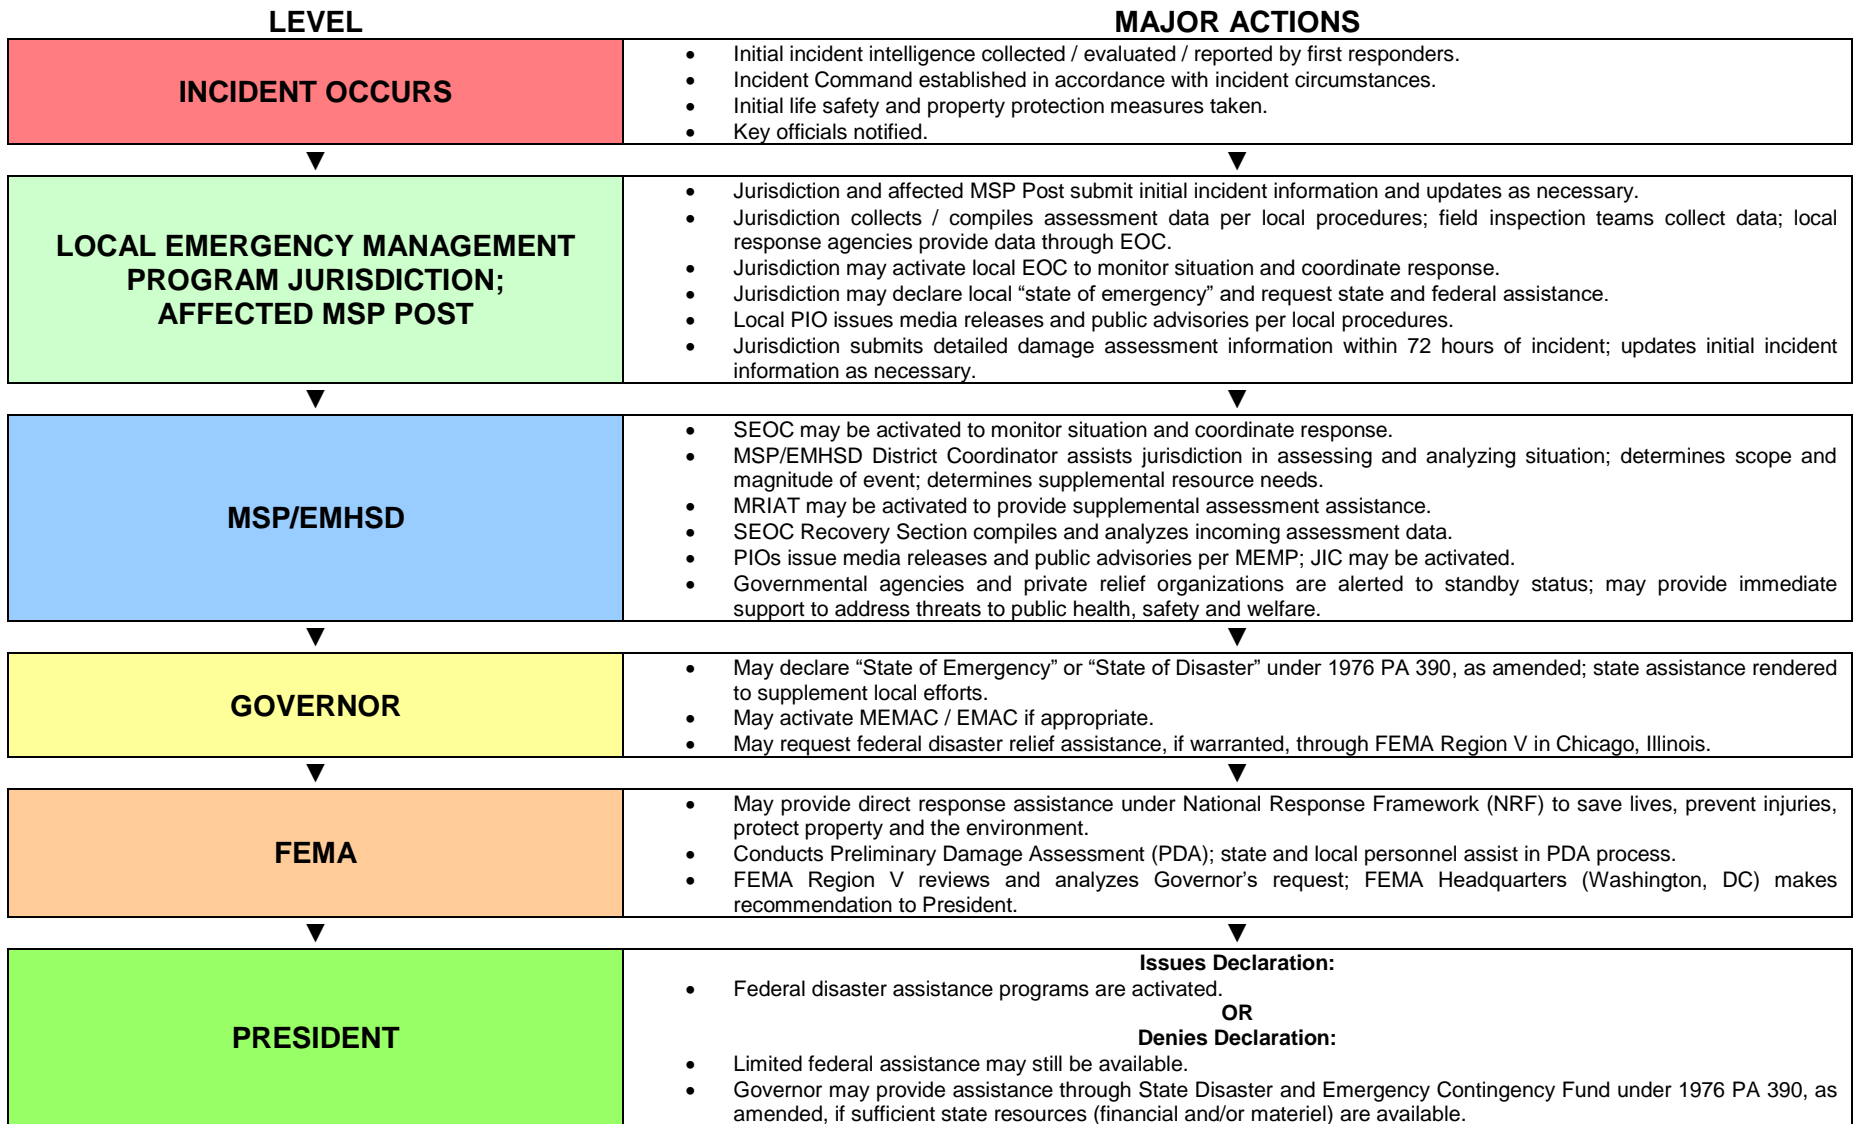 LEVEL
MAJOR ACTIONS
INCIDENT OCCURS
• Initial incident intelligence collected / evaluated / reported by first responders.
• Incident Command established in accordance with incident circumstances.
• Initial life safety and property protection measures taken.
• Key officials notified.
▼ ▼
LOCAL EMERGENCY MANAGEMENT
PROGRAM JURISDICTION;
AFFECTED MSP POST
• Jurisdiction and affected MSP Post submit initial incident information and updates as necessary.
• Jurisdiction collects / compiles assessment data per local procedures; field inspection teams collect data; local
response agencies provide data through EOC.
• Jurisdiction may activate local EOC to monitor situation and coordinate response.
• Jurisdiction may declare local “state of emergency” and request state and federal assistance.
• Local PIO issues media releases and public advisories per local procedures.
• Jurisdiction submits detailed damage assessment information within 72 hours of incident; updates initial incident
information as necessary.
▼ ▼
MSP/EMHSD
• SEOC may be activated to monitor situation and coordinate response.
• MSP/EMHSD District Coordinator assists jurisdiction in assessing and analyzing situation; determines scope and
magnitude of event; determines supplemental resource needs.
• MRIAT may be activated to provide supplemental assessment assistance.
• SEOC Recovery Section compiles and analyzes incoming assessment data.
• PIOs issue media releases and public advisories per MEMP; JIC may be activated.
• Governmental agencies and private relief organizations are alerted to standby status; may provide immediate
support to address threats to public health, safety and welfare.
▼ ▼
GOVERNOR
• May declare “State of Emergency” or “State of Disaster” under 1976 PA 390, as amended; state assistance rendered
to supplement local efforts.
• May activate MEMAC / EMAC if appropriate.
• May request federal disaster relief assistance, if warranted, through FEMA Region V in Chicago, Illinois.
▼ ▼
FEMA
• May provide direct response assistance under National Response Framework (NRF) to save lives, prevent injuries,
protect property and the environment.
• Conducts Preliminary Damage Assessment (PDA); state and local personnel assist in PDA process.
• FEMA Region V reviews and analyzes Governor’s request; FEMA Headquarters (Washington, DC) makes
recommendation to President.
▼ ▼
PRESIDENT
Issues Declaration:
• Federal disaster assistance programs are activated.
OR
Denies Declaration:
• Limited federal assistance may still be available.
• Governor may provide assistance through State Disaster and Emergency Contingency Fund under 1976 PA 390, as
amended, if sufficient state resources (financial and/or materiel) are available.